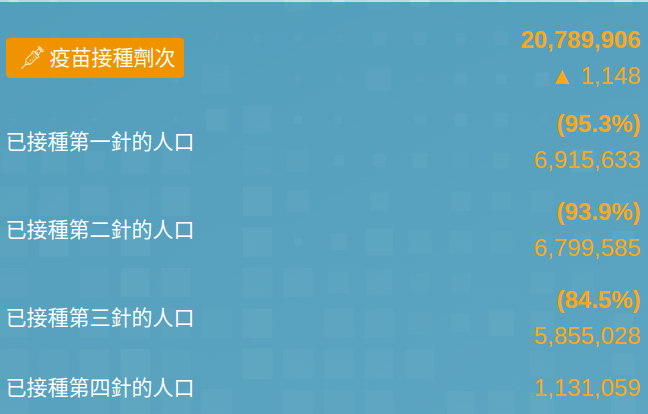 疫苗接種劑次
20,789,906
▲ 1,148
已接種第一針的人口
(95.3%)
6,915,633
已接種第二針的人口
(93.9%)
6,799,585
已接種第三針的人口
(84.5%)
5,855,028
已接種第四針的人口
1,131,059